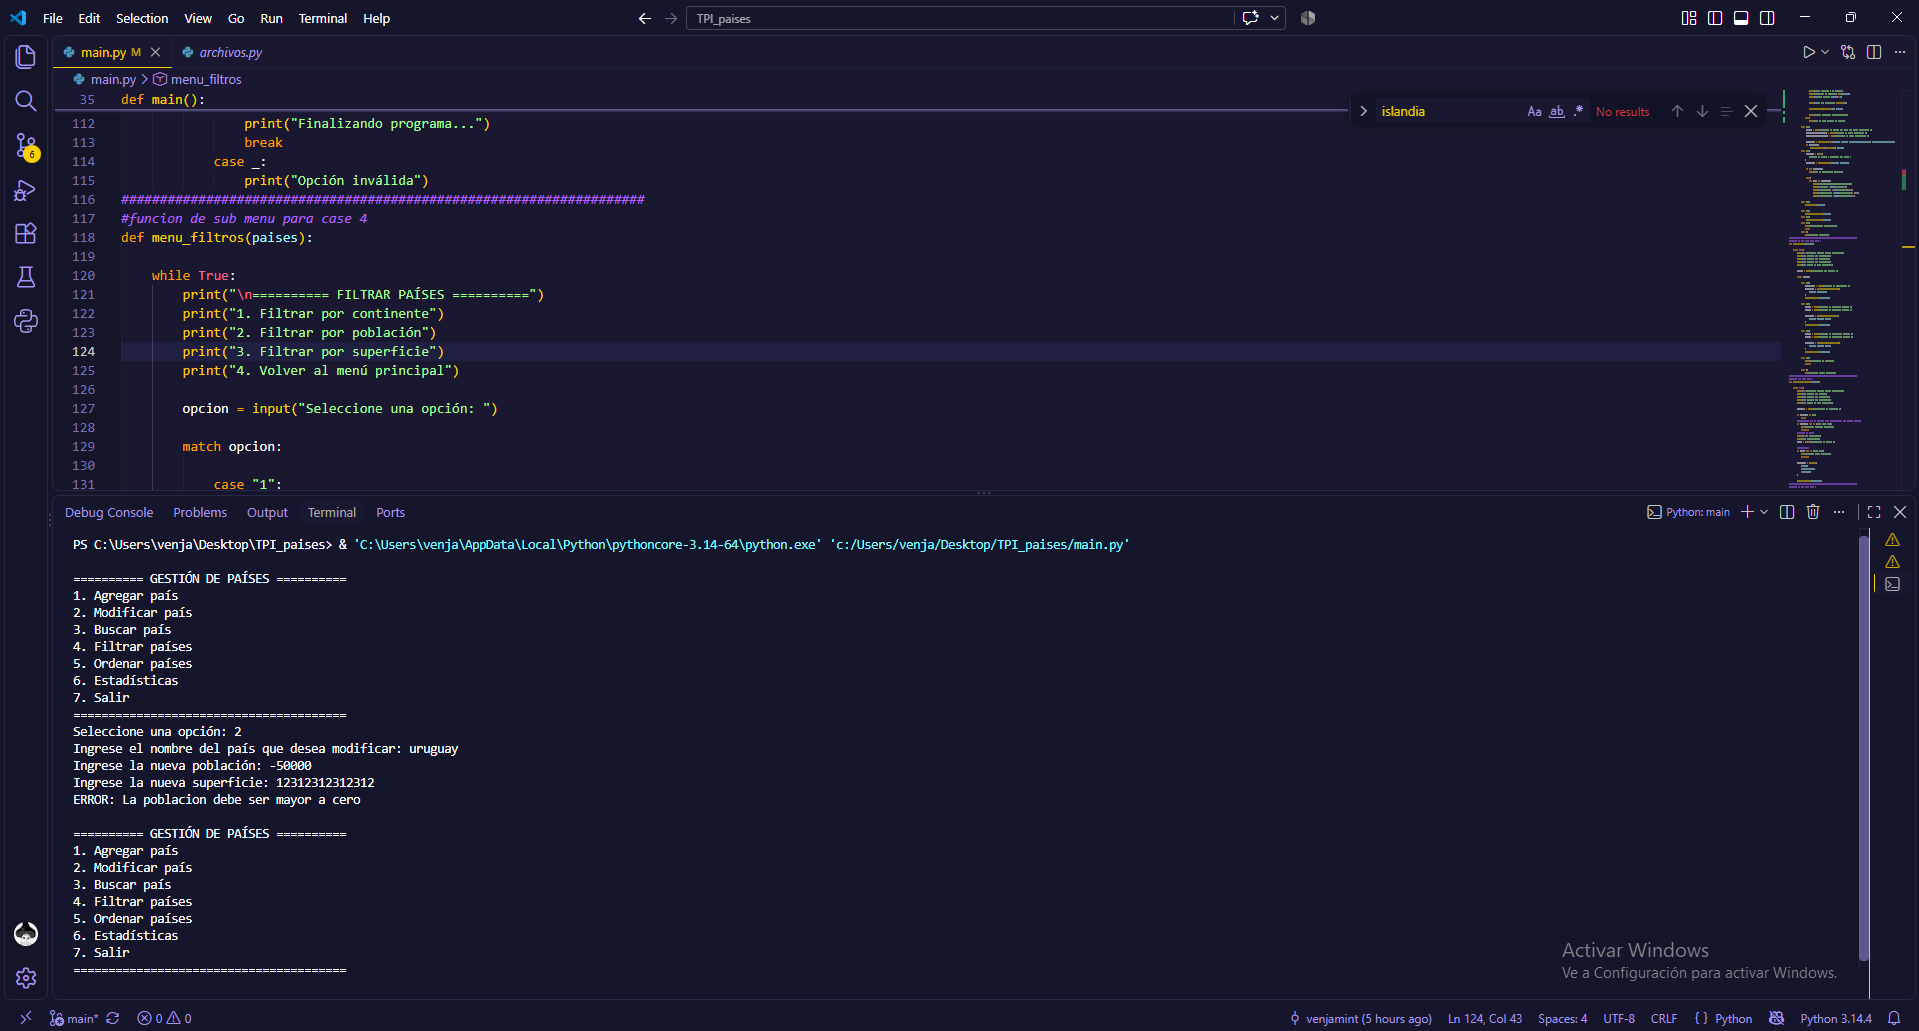 File Edit Selection View Go Run Terminal Help
TPI_paises
main.py M
archivos.py
main.py > menu_filtros
35 def main():
islandia
Aa ab .* No results
112 print("Finalizando programa...")
113 break
114 case _:
115 print("Opción inválida")
116 ####################################################################
117 #funcion de sub menu para case 4
118 def menu_filtros(paises):
119
120 while True:
121 print("\n========== FILTRAR PAÍSES ==========")
122 print("1. Filtrar por continente")
123 print("2. Filtrar por población")
124 print("3. Filtrar por superficie")
125 print("4. Volver al menú principal")
126
127 opcion = input("Seleccione una opción: ")
128
129 match opcion:
130
131 case "1":
6
Debug Console Problems Output Terminal Ports
Python: main
PS C:\Users\venja\Desktop\TPI_paises> & 'C:\Users\venja\AppData\Local\Python\pythoncore-3.14-64\python.exe' 'c:/Users/venja/Desktop/TPI_paises/main.py'
========== GESTIÓN DE PAÍSES ==========
1. Agregar país
2. Modificar país
3. Buscar país
4. Filtrar países
5. Ordenar países
6. Estadísticas
7. Salir
=======================================
Seleccione una opción: 2
Ingrese el nombre del país que desea modificar: uruguay
Ingrese la nueva población: -50000
Ingrese la nueva superficie: 12312312312312
ERROR: La poblacion debe ser mayor a cero
========== GESTIÓN DE PAÍSES ==========
1. Agregar país
2. Modificar país
3. Buscar país
4. Filtrar países
5. Ordenar países
6. Estadísticas
7. Salir
=======================================
Activar Windows
Ve a Configuración para activar Windows.
main* 0 0
venjamint (5 hours ago) Ln 124, Col 43 Spaces: 4 UTF-8 CRLF { } Python Python 3.14.4